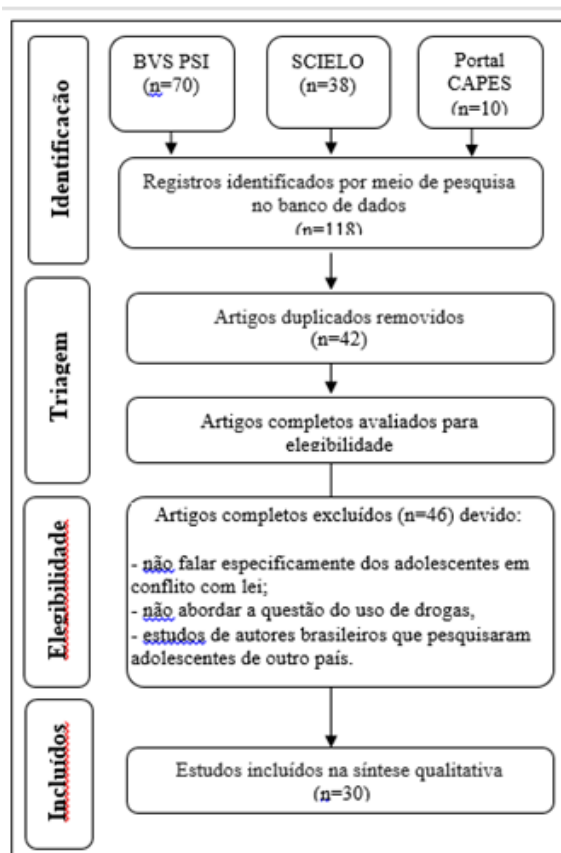 Identificação
BVS PSI
(n=70)
SCIELO
(n=38)
Portal
CAPES
(n=10)
Registros identificados por meio de pesquisa
no banco de dados
(n=118)
Triagem
Artigos duplicados removidos
(n=42)
Artigos completos avaliados para
elegibilidade
Elegibilidade
Artigos completos excluídos (n=46) devido:
- não falar especificamente dos adolescentes em
conflito com lei;
- não abordar a questão do uso de drogas,
- estudos de autores brasileiros que pesquisaram
adolescentes de outro país.
Incluídos
Estudos incluídos na síntese qualitativa
(n=30)